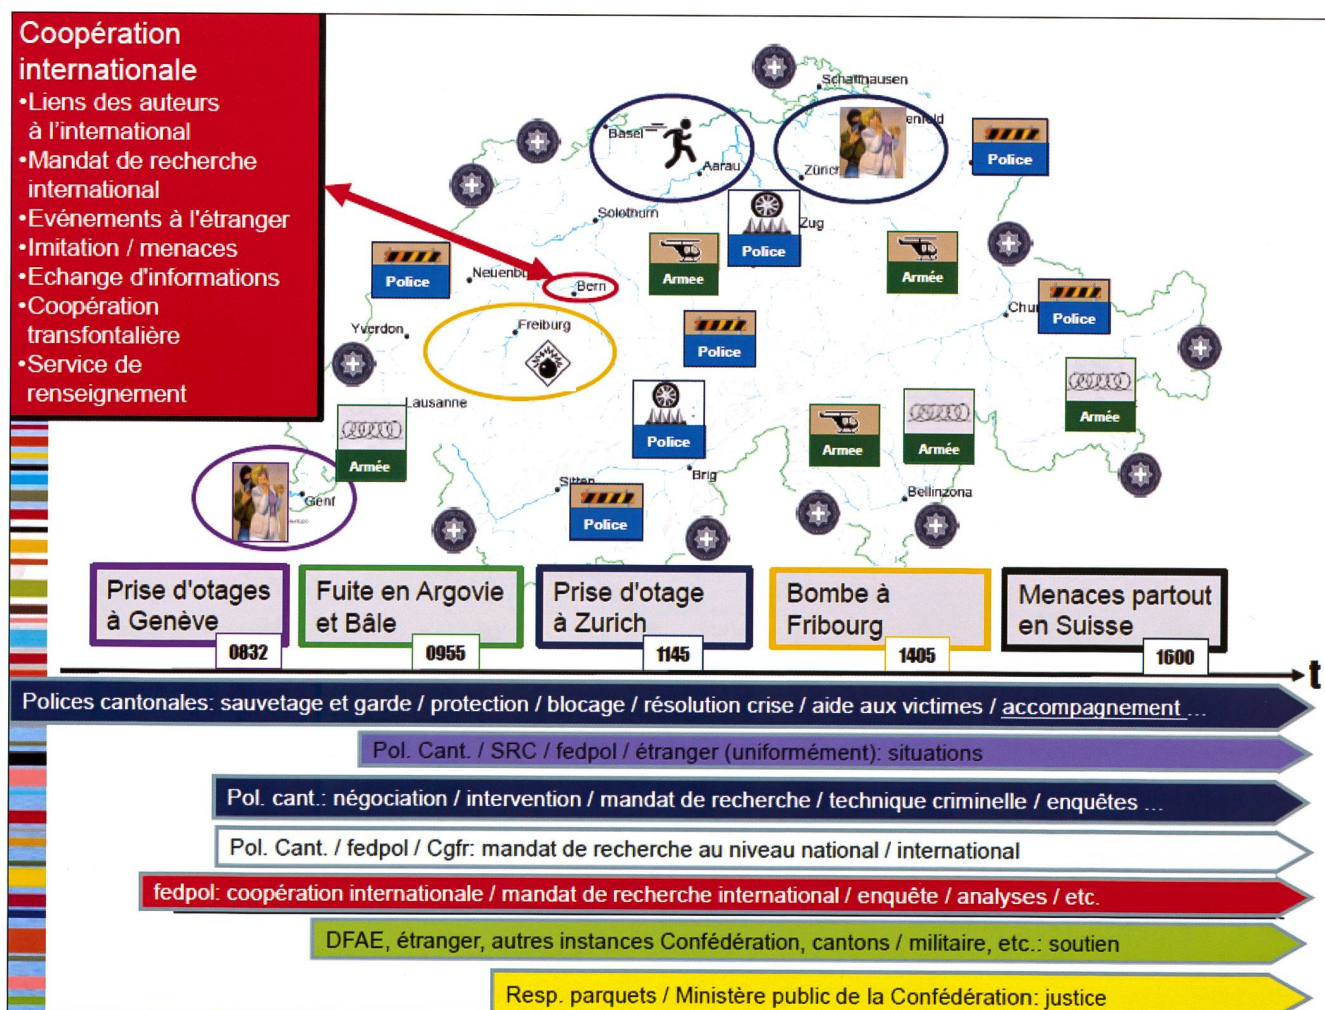 Coopération
internationale
•Liens des auteurs
à l'international
•Mandat de recherche
international
•Evénements à l'étranger
•Imitation / menaces
•Echange d'informations
•Coopération
transfontalière
•Service de
renseignement
Schaffhausen
Basel
enfeld
Police
Aarau
Zürich
Solothurn
Zug
Police
Armee
Armée
Neuenbu
Police
Bern
Chur
Police
Freiburg
Yverdon
Police
Lausanne
Armée
Police
Armée
Armée
Armée
Genf
Sitten
Brig
Bellinzona
Police
Prise d'otages
à Genève
0832
Fuite en Argovie
et Bâle
0955
Prise d'otage
à Zurich
1145
Bombe à
Fribourg
1405
Menaces partout
en Suisse
1600
t
Polices cantonales: sauvetage et garde / protection / blocage / résolution crise / aide aux victimes / accompagnement ...
Pol. Cant. / SRC / fedpol / étranger (uniformément): situations
Pol. cant.: négociation / intervention / mandat de recherche / technique criminelle / enquêtes ...
Pol. Cant. / fedpol / Cgfr: mandat de recherche au niveau national / international
fedpol: coopération internationale / mandat de recherche international / enquête / analyses / etc.
DFAE, étranger, autres instances Confédération, cantons / militaire, etc.: soutien
Resp. parquets / Ministère public de la Confédération: justice